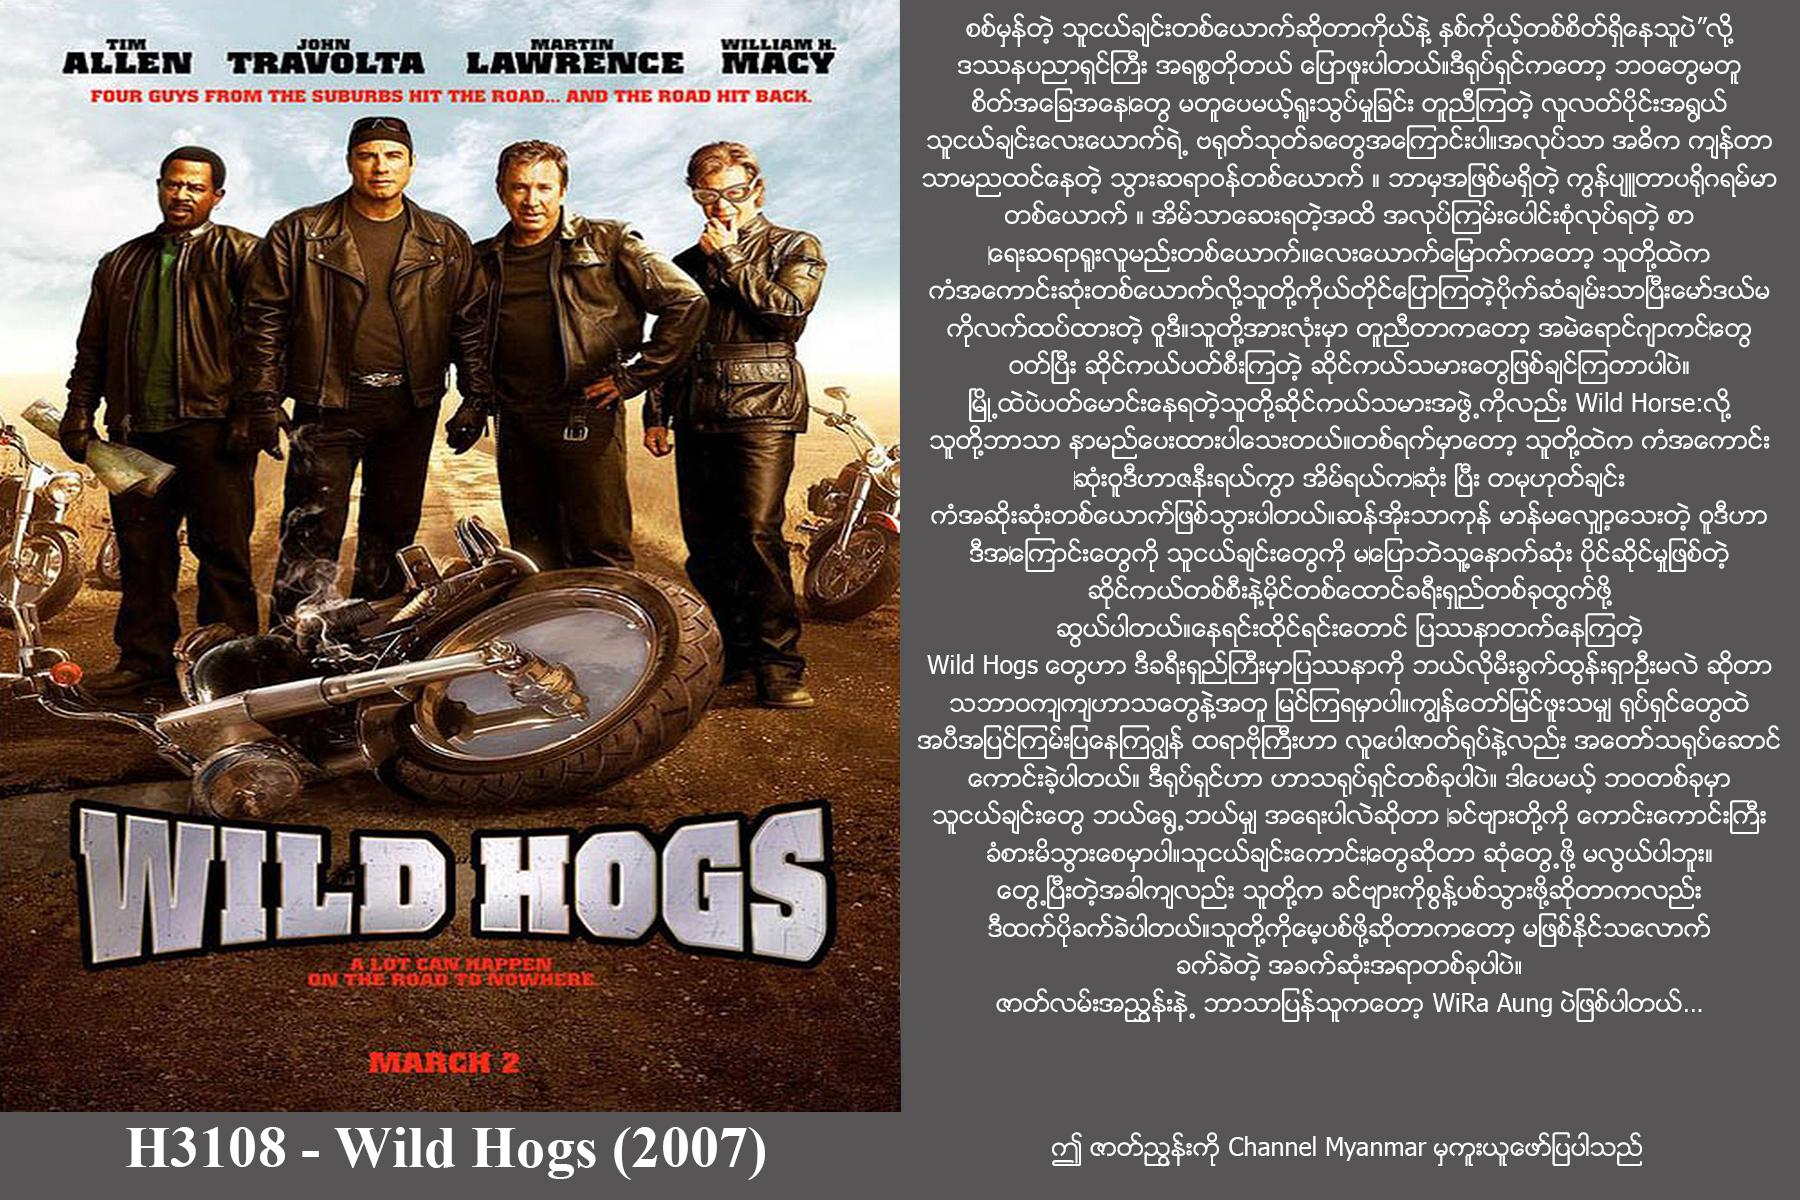 TIM ALLEN JOHN TRAVOLTA MARTIN LAWRENCE WILLIAM H. MACY
FOUR GUYS FROM THE SUBURBS HIT THE ROAD... AND THE ROAD HIT BACK.
WILD HOGS
A LOT CAN HAPPEN
ON THE ROAD TO NOWHERE.
MARCH 2
H3108 - Wild Hogs (2007)
စစ်မှန်တဲ့ သူငယ်ချင်းတစ်ယောက်ဆိုတာကိုယ်နဲ့ နှစ်ကိုယ့်တစ်စိတ်ရှိနေသူပဲ”လို့
ဒဿနပညာရှင်ကြီး အရစ္စတိုတယ် ပြောဖူးပါတယ်။ဒီရုပ်ရှင်ကတော့ ဘဝတွေမတူ
စိတ်အခြေအနေတွေ မတူပေမယ့်ရူးသွပ်မှုခြင်း တူညီကြတဲ့ လူလတ်ပိုင်းအရွယ်
သူငယ်ချင်းလေးယောက်ရဲ့ ဗရုတ်သုတ်ခတွေအကြောင်းပါ။အလုပ်သာ အဓိက ကျန်တာ
သာမညထင်နေတဲ့ သွားဆရာဝန်တစ်ယောက် ။ ဘာမှအဖြစ်မရှိတဲ့ ကွန်ပျူတာပရိုဂရမ်မာ
တစ်ယောက် ။ အိမ်သာဆေးရတဲ့အထိ အလုပ်ကြမ်းပေါင်းစုံလုပ်ရတဲ့ စာ
ရေးဆရာရူးလူမည်းတစ်ယောက်။လေးယောက်မြောက်ကတော့ သူတို့ထဲက
ကံအကောင်းဆုံးတစ်ယောက်လို့သူတို့ကိုယ်တိုင်ပြောကြတဲ့ပိုက်ဆံချမ်းသာပြီးမော်ဒယ်မ
ကိုလက်ထပ်ထားတဲ့ ဝူဒီ။သူတို့အားလုံးမှာ တူညီတာကတော့ အမဲရောင်ဂျာကင်တွေ
ဝတ်ပြီး ဆိုင်ကယ်ပတ်စီးကြတဲ့ ဆိုင်ကယ်သမားတွေဖြစ်ချင်ကြတာပါပဲ။
မြို့ထဲပဲပတ်မောင်းနေရတဲ့သူတို့ဆိုင်ကယ်သမားအဖွဲ့ကိုလည်း Wild Horse:လို့
သူတို့ဘာသာ နာမည်ပေးထားပါသေးတယ်။တစ်ရက်မှာတော့ သူတို့ထဲက ကံအကောင်း
ဆုံးဝူဒီဟာဇနီးရယ်ကွာ အိမ်ရယ်ကဆုံး ပြီး တမုဟုတ်ချင်း
ကံအဆိုးဆုံးတစ်ယောက်ဖြစ်သွားပါတယ်။ဆန်အိုးသာကုန် မာန်မလျော့သေးတဲ့ ဝူဒီဟာ
ဒီအကြောင်းတွေကို သူငယ်ချင်းတွေကို မပြောဘဲသူ့နောက်ဆုံး ပိုင်ဆိုင်မှုဖြစ်တဲ့
ဆိုင်ကယ်တစ်စီးနဲ့မိုင်တစ်ထောင်ခရီးရှည်တစ်ခုထွက်ဖို့
ဆွယ်ပါတယ်။နေရင်းထိုင်ရင်းတောင် ပြဿနာတက်နေကြတဲ့
Wild Hogs တွေဟာ ဒီခရီးရှည်ကြီးမှာပြဿနာကို ဘယ်လိုမီးခွက်ထွန်းရှာဦးမလဲ ဆိုတာ
သဘာဝကျကျဟာသတွေနဲ့အတူ မြင်ကြရမှာပါ။ကျွန်တော်မြင်ဖူးသမျှ ရုပ်ရှင်တွေထဲ
အပီအပြင်ကြမ်းပြနေကြဂျွန် ထရာဗိုကြီးဟာ လူပေါဇာတ်ရုပ်နဲ့လည်း အတော်သရုပ်ဆောင်
ကောင်းခဲ့ပါတယ်။ ဒီရုပ်ရှင်ဟာ ဟာသရုပ်ရှင်တစ်ခုပါပဲ။ ဒါပေမယ့် ဘဝတစ်ခုမှာ
သူငယ်ချင်းတွေ ဘယ်ရွေ့ဘယ်မျှ အရေးပါလဲဆိုတာ ခင်ဗျားတို့ကို ကောင်းကောင်းကြီး
ခံစားမိသွားစေမှာပါ။သူငယ်ချင်းကောင်းတွေဆိုတာ ဆုံတွေ့ဖို့ မလွယ်ပါဘူး။
တွေ့ပြီးတဲ့အခါကျလည်း သူတို့က ခင်ဗျားကိုစွန့်ပစ်သွားဖို့ဆိုတာကလည်း
ဒီထက်ပိုခက်ခဲပါတယ်။သူတို့ကိုမေ့ပစ်ဖို့ဆိုတာကတော့ မဖြစ်နိုင်သလောက်
ခက်ခဲတဲ့ အခက်ဆုံးအရာတစ်ခုပါပဲ။
ဇာတ်လမ်းအညွှန်းနဲ့ ဘာသာပြန်သူကတော့ WiRa Aung ပဲဖြစ်ပါတယ်...
ဤ ဇာတ်ညွှန်းကို Channel Myanmar မှကူးယူဖော်ပြပါသည်